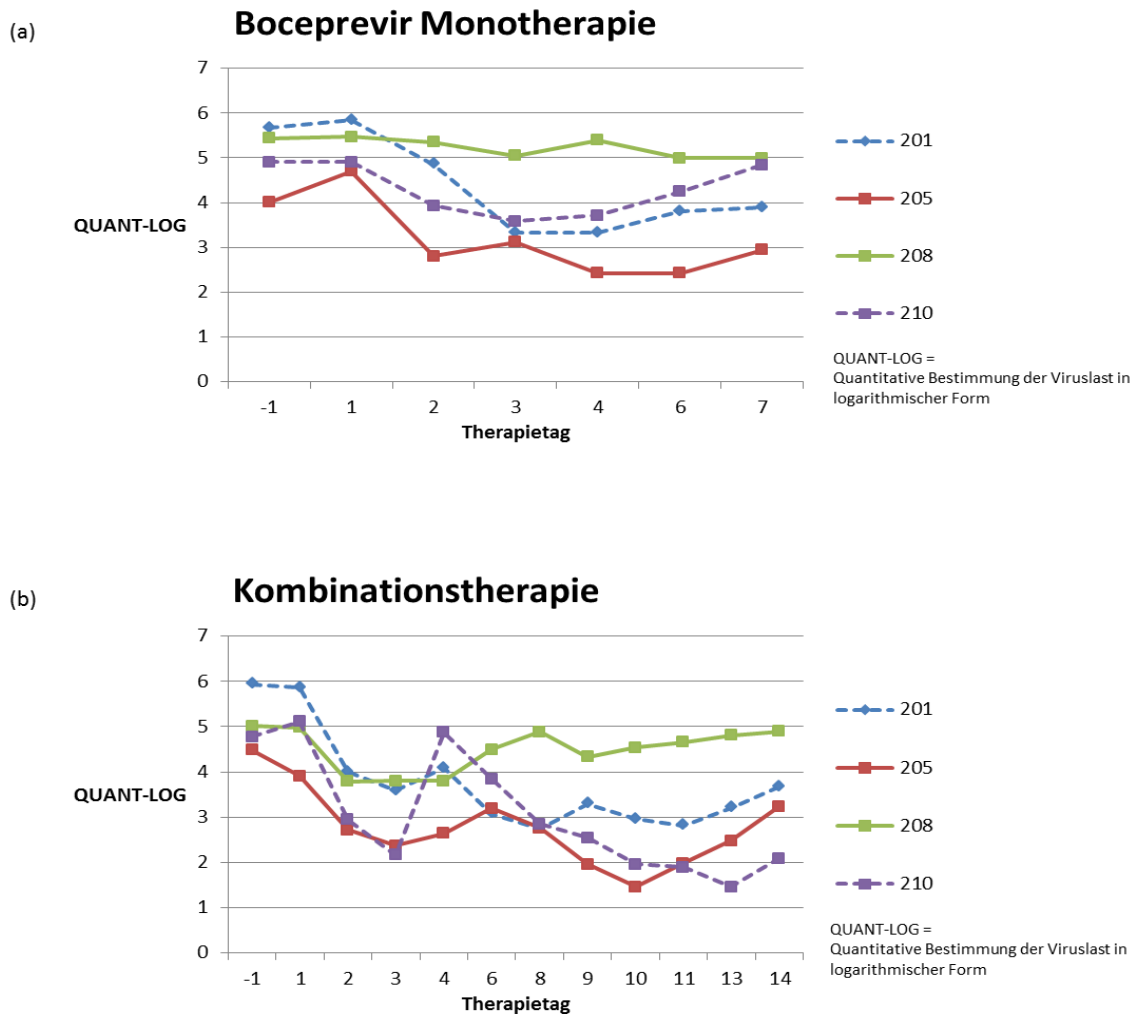 (a)
Boceprevir Monotherapie
7
6
5
4
3
2
1
0
QUANT-LOG
-1 1 2 3 4 6 7
Therapietag
201
205
208
210
QUANT-LOG =
Quantitative Bestimmung der Viruslast in
logarithmischer Form
(b)
Kombinationstherapie
7
6
5
4
3
2
1
0
QUANT-LOG
-1 1 2 3 4 6 8 9 10 11 13 14
Therapietag
201
205
208
210
QUANT-LOG =
Quantitative Bestimmung der Viruslast in
logarithmischer Form